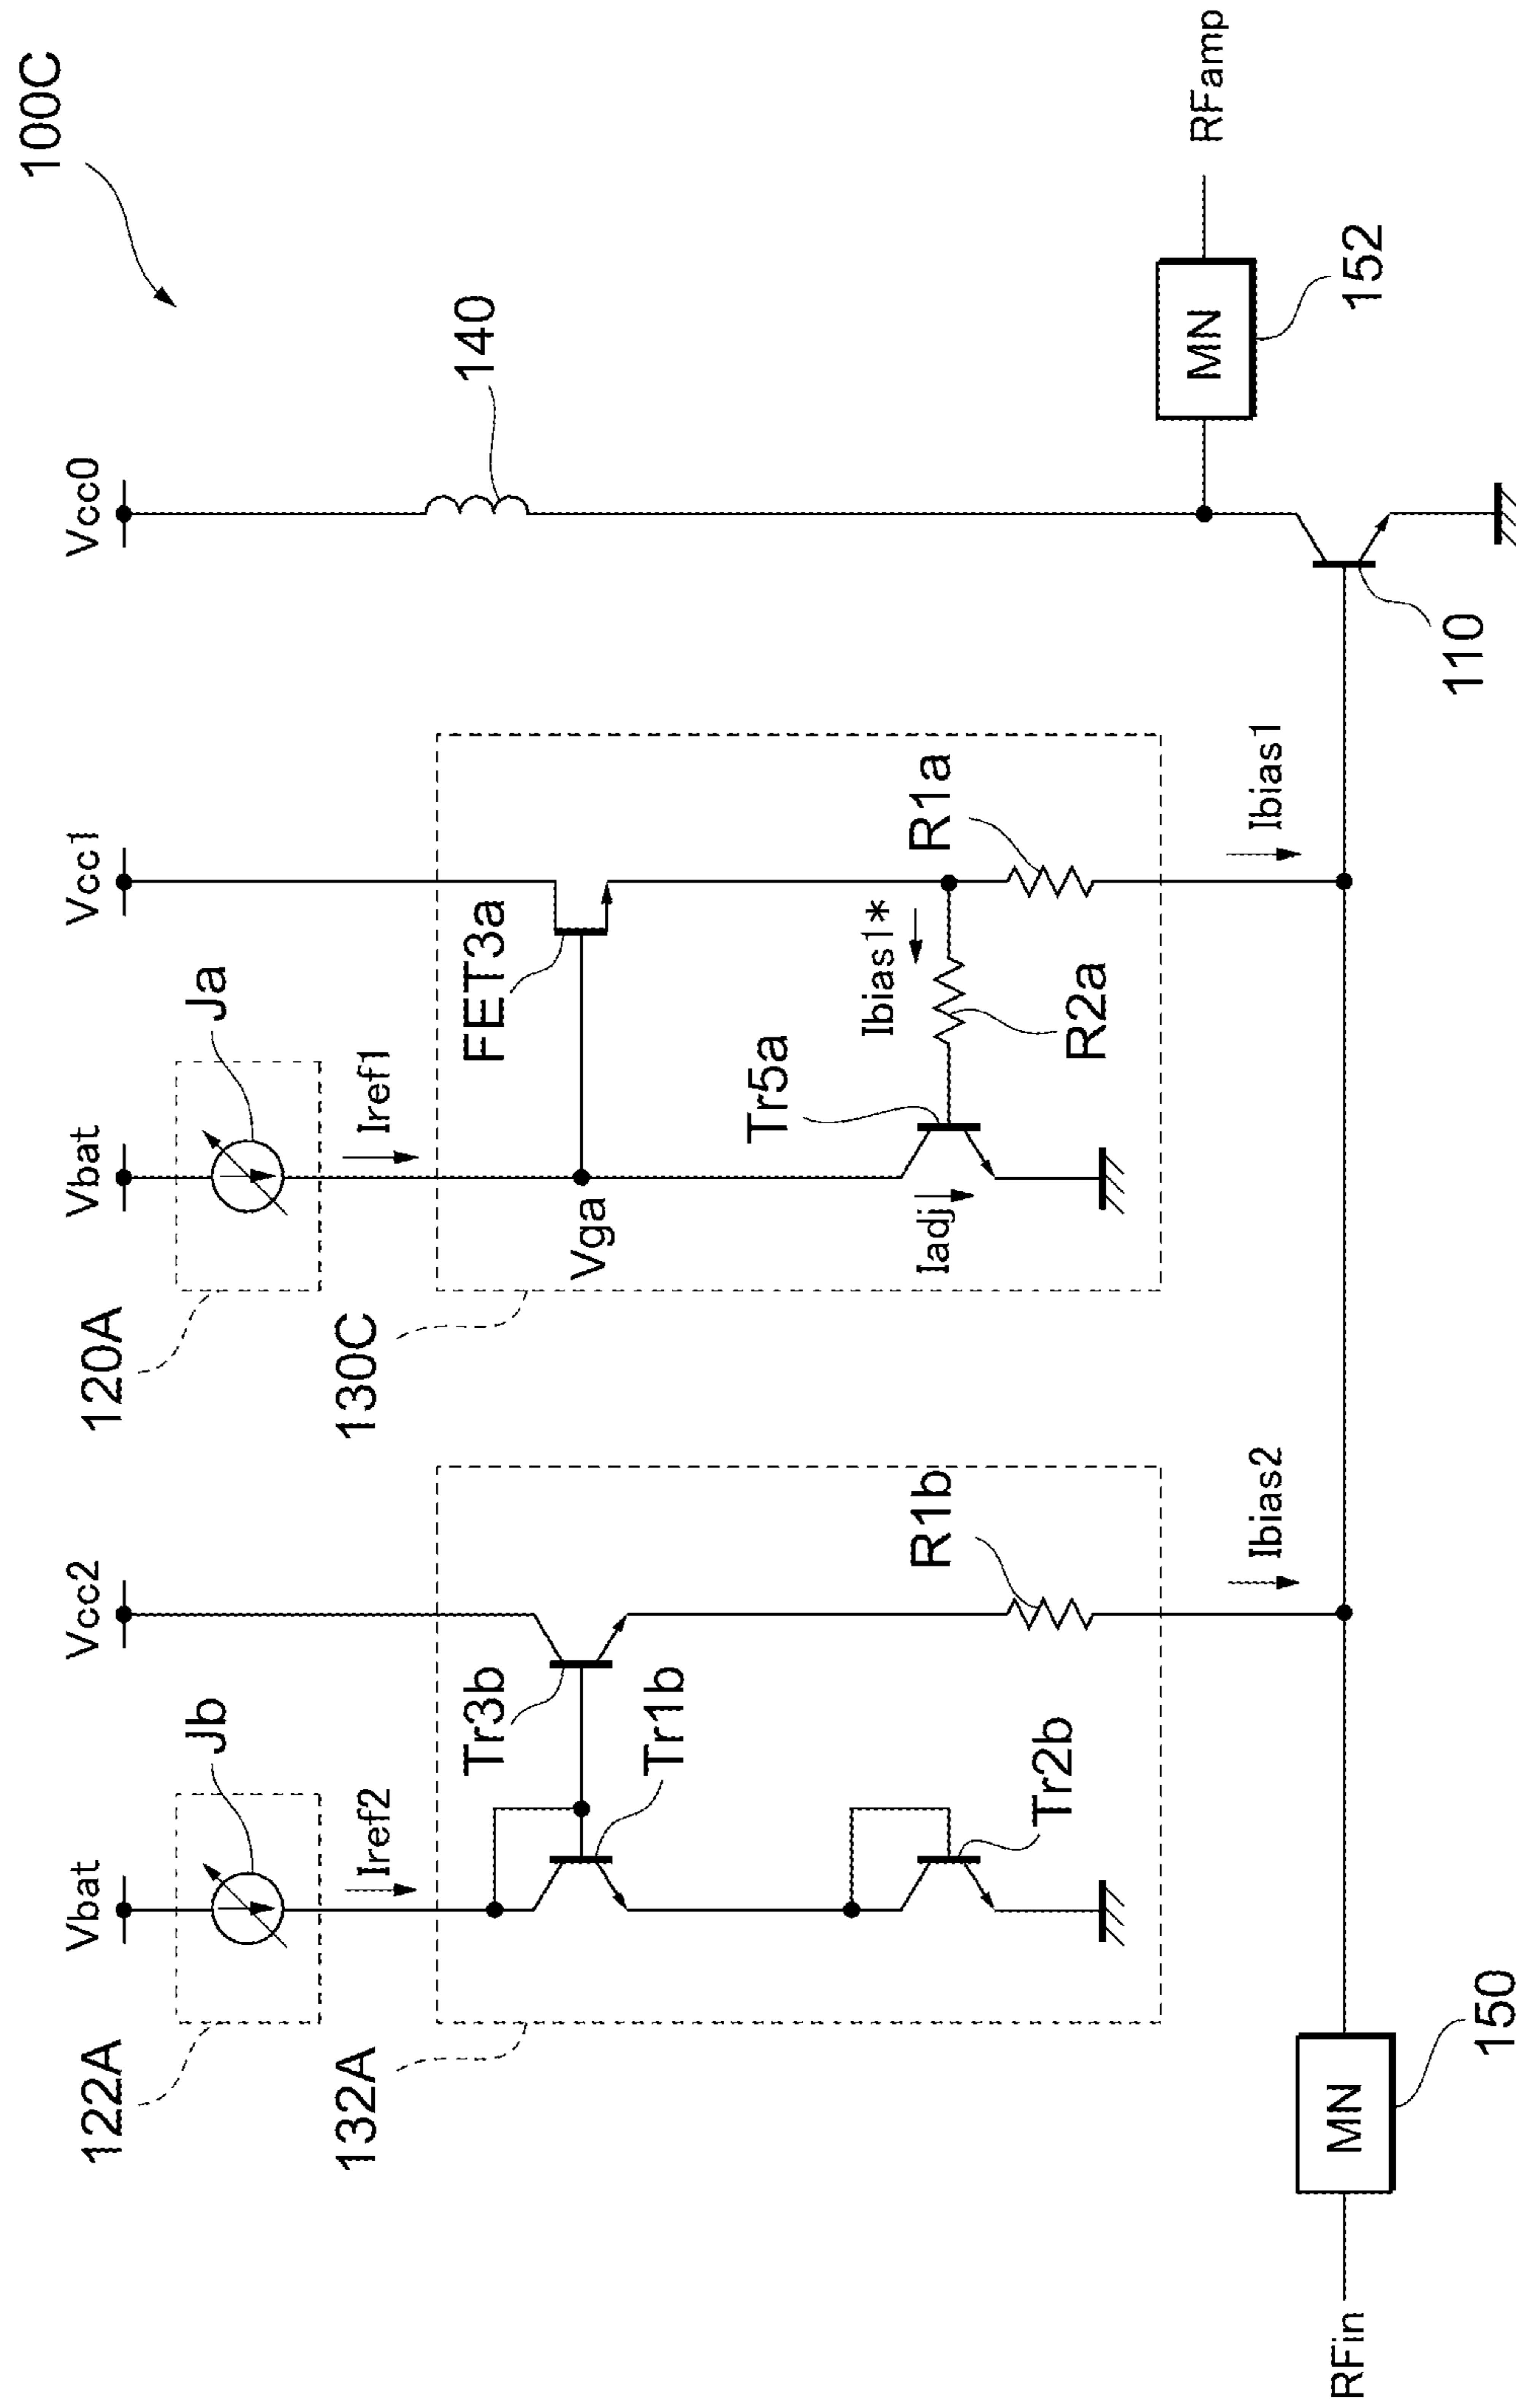 100C
Vbat
Vcc2
Vbat
Vcc1
Vcc0
122A
Jb
120A
Ja
140
Iref2
Iref1
132A
Tr3b
130C
FET3a
Vga
Tr1b
Tr5a
Ibias1*
R1b
R1a
Iadj
Tr2b
R2a
RFamp
MN
152
Ibias2
Ibias1
RFin
MN
150
110